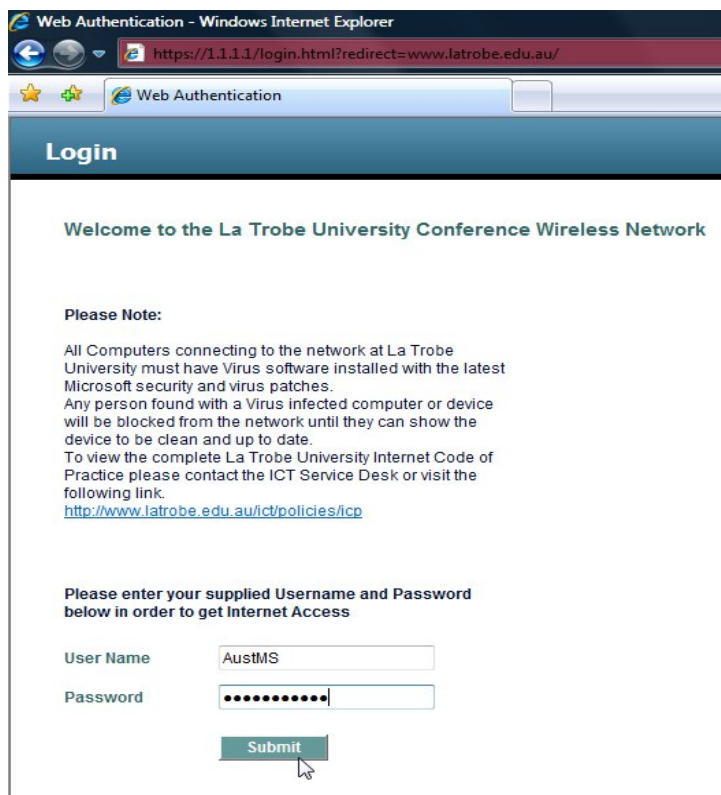 Web Authentication - Windows Internet Explorer
https://1.1.1.1/login.html?redirect=www.latrobe.edu.au/
Web Authentication
Login
Welcome to the La Trobe University Conference Wireless Network
Please Note:
All Computers connecting to the network at La Trobe
University must have Virus software installed with the latest
Microsoft security and virus patches.
Any person found with a Virus infected computer or device
will be blocked from the network until they can show the
device to be clean and up to date.
To view the complete La Trobe University Internet Code of
Practice please contact the ICT Service Desk or visit the
following link.
http://www.latrobe.edu.au/ict/policies/icp
Please enter your supplied Username and Password
below in order to get Internet Access
User Name AustMS
Password ●●●●●●●●●●●
Submit